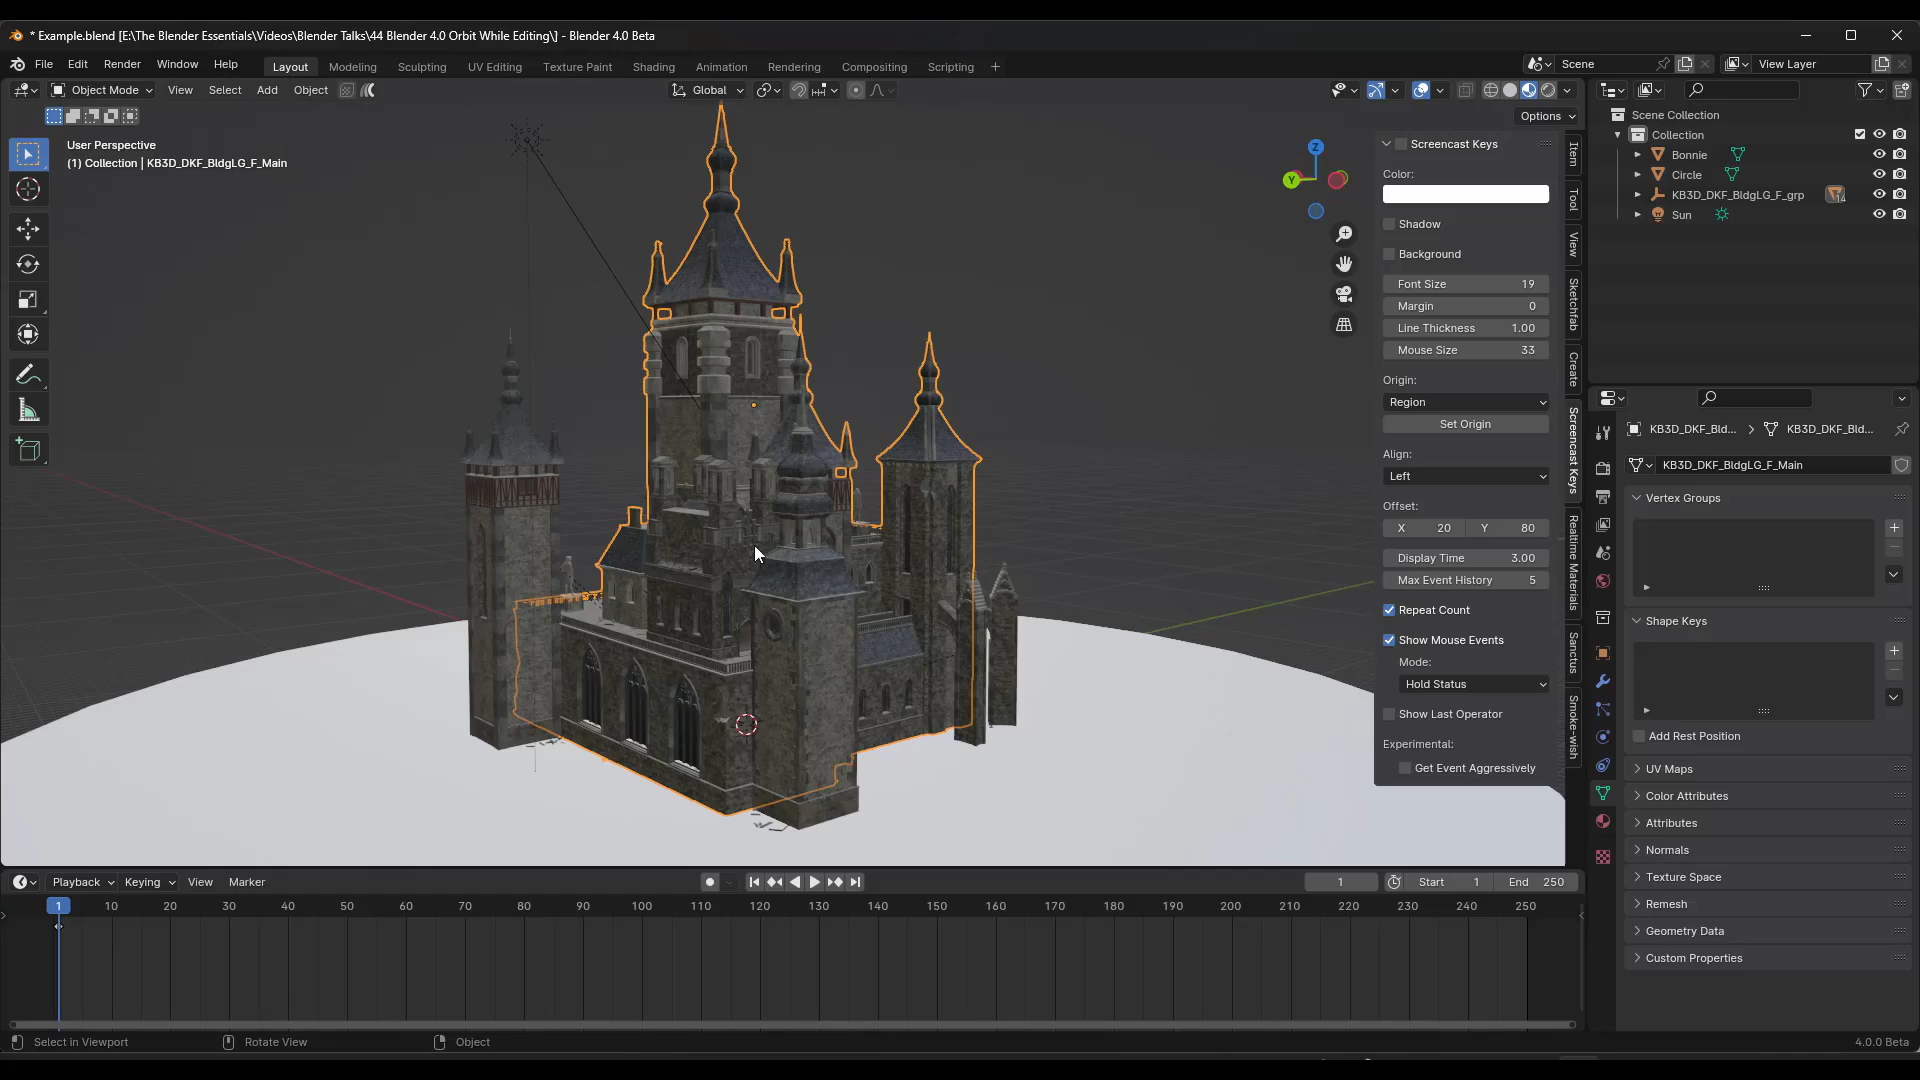 * Example.blend [E:\The Blender Essentials\Videos\Blender Talks\44 Blender 4.0 Orbit While Editing\] - Blender 4.0 Beta
File Edit Render Window Help Layout Modeling Sculpting UV Editing Texture Paint Shading Animation Rendering Compositing Scripting + Scene View Layer
Object Mode View Select Add Object Global
Options
User Perspective
(1) Collection | KB3D_DKF_BldgLG_F_Main
Z
Y
Screencast Keys
Color:
Shadow
Background
Font Size 19
Margin 0
Line Thickness 1.00
Mouse Size 33
Origin:
Region
Set Origin
Align:
Left
Offset:
X 20 Y 80
Display Time 3.00
Max Event History 5
Repeat Count
Show Mouse Events
Mode:
Hold Status
Show Last Operator
Experimental:
Get Event Aggressively
Item
Tool
View
Sketchfab
Create
Screencast Keys
Realtime Materials
Sanctus
Smoke-wish
Scene Collection
Collection
Bonnie
Circle
KB3D_DKF_BldgLG_F_grp 14
Sun
KB3D_DKF_Bld... > KB3D_DKF_Bld...
KB3D_DKF_BldgLG_F_Main
Vertex Groups
Shape Keys
Add Rest Position
UV Maps
Color Attributes
Attributes
Normals
Texture Space
Remesh
Geometry Data
Custom Properties
Playback Keying View Marker 1 Start 1 End 250
1 10 20 30 40 50 60 70 80 90 100 110 120 130 140 150 160 170 180 190 200 210 220 230 240 250
Select in Viewport Rotate View Object 4.0.0 Beta